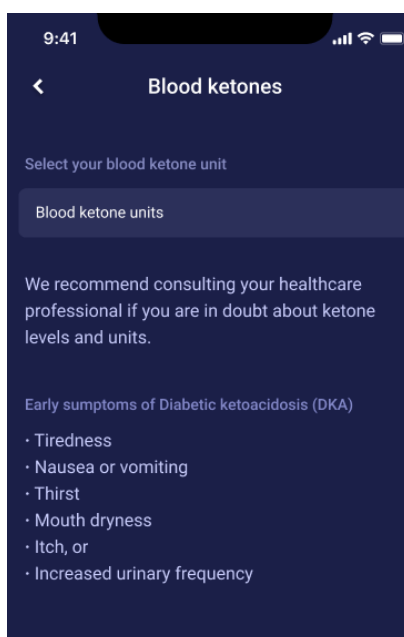 9:41
Blood ketones
Select your blood ketone unit
Blood ketone units
We recommend consulting your healthcare
professional if you are in doubt about ketone
levels and units.
Early sumptoms of Diabetic ketoacidosis (DKA)
· Tiredness
· Nausea or vomiting
· Thirst
· Mouth dryness
· Itch, or
· Increased urinary frequency